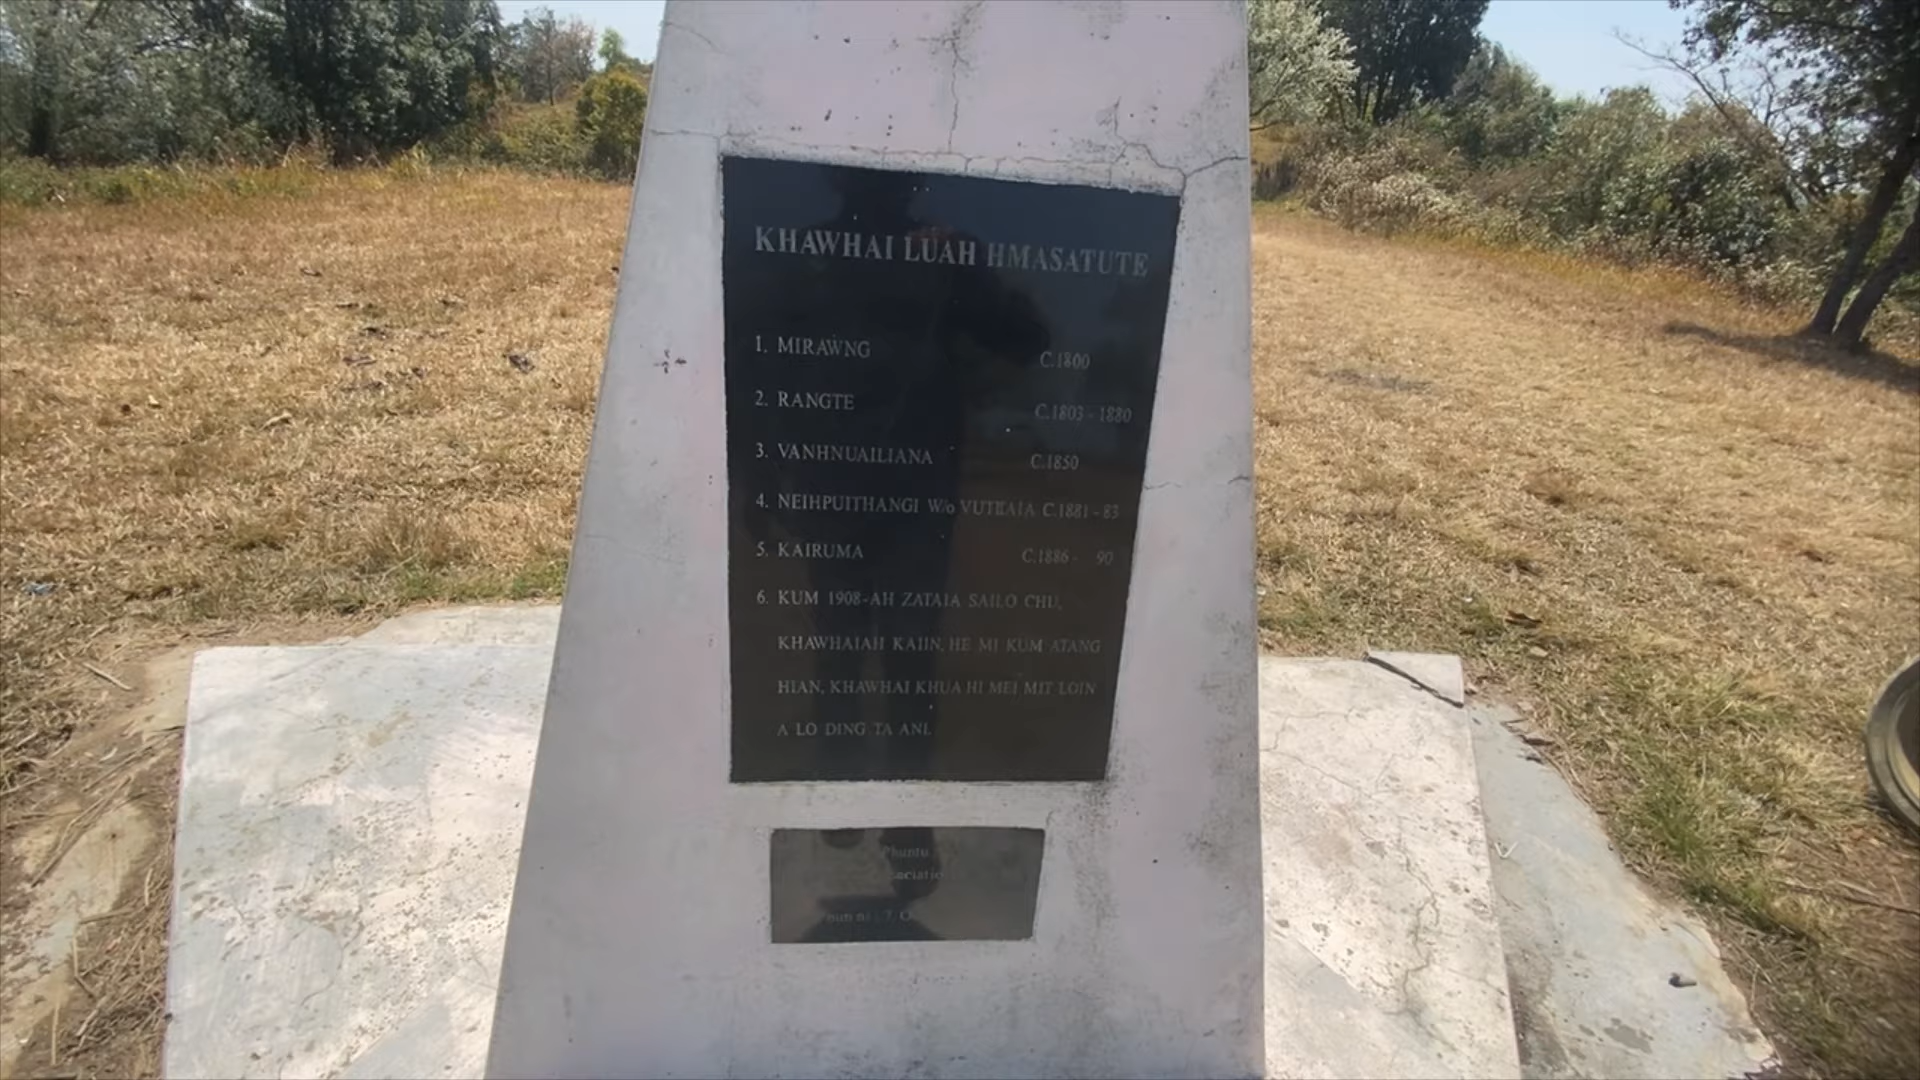 KHAWHAI LUAH HMASATUTE
1. MIRAWNG C.1800
2. RANGTE C.1803 - 1880
3. VANHNUAILIANA C.1850
4. NEIHPUITHANGI W/o VUTKAIA C.1881 - 83
5. KAIRUMA C.1886 - 90
6. KUM 1908-AH ZATAIA SAILO CHU,
KHAWHAIAH KAIIN, HE MI KUM ATANG
HIAN, KHAWHAI KHUA HI MEI MIT LOIN
A LO DING TA ANI.
Phuntu